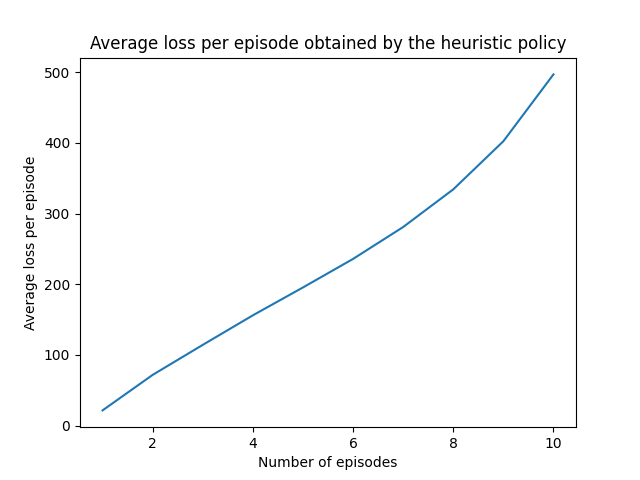 Average loss per episode obtained by the heuristic policy
500
400
300
200
100
0
Average loss per episode
2 4 6 8 10
Number of episodes